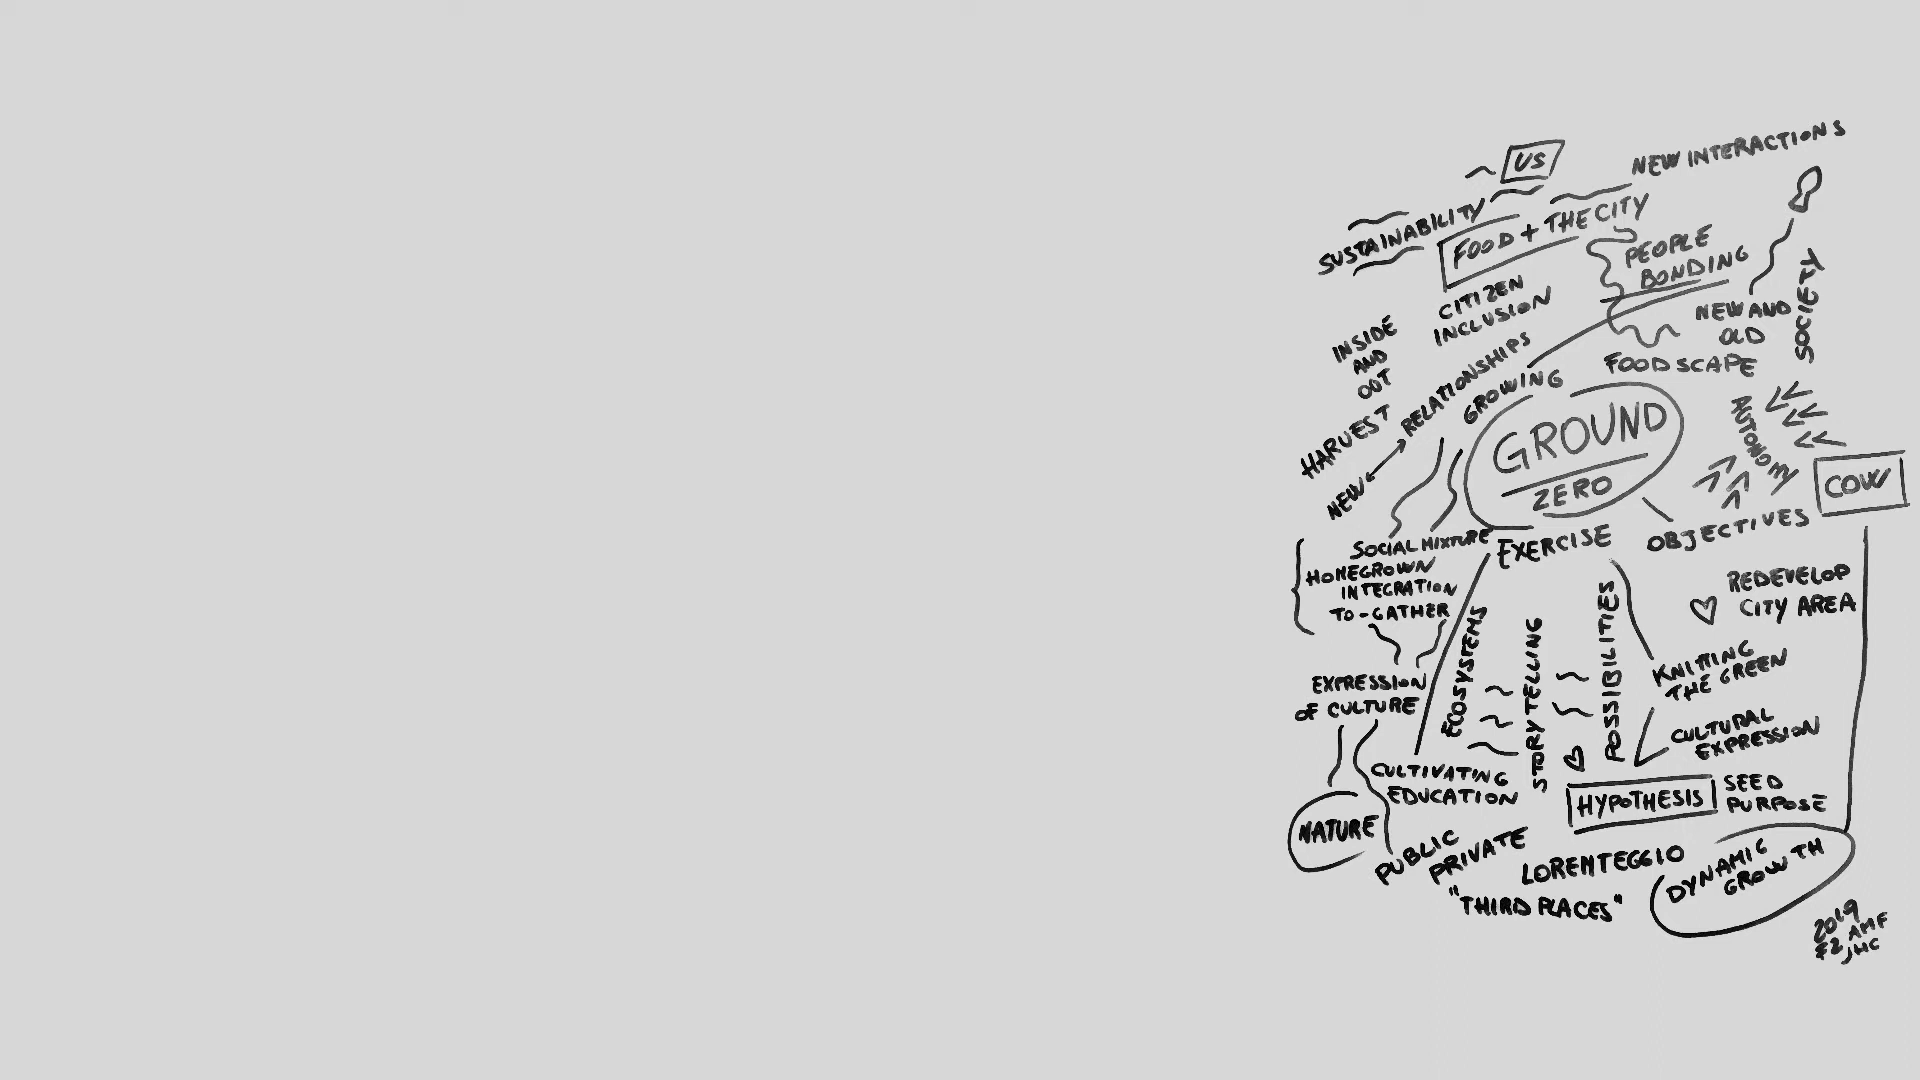 US
NEW INTERACTIONS
SUSTAINABILITY
FOOD + THE CITY
PEOPLE
BONDING
SOCIETY
CITIZEN
INCLUSION
NEW AND
OLD
INSIDE
AND
OUT
FOODSCAPE
RELATIONSHIPS
GROWING
HARVEST
NEW
GROUND
ZERO
AUTONOMY
COW
OBJECTIVES
EXERCISE
SOCIAL MIXTURE
HOMEGROWN
INTEGRATION
TO-GATHER
REDEVELOP
CITY AREA
ECOSYSTEMS
STORYTELLING
POSSIBILITIES
KNITTING
THE GREEN
EXPRESSION
OF CULTURE
CULTURAL
EXPRESSION
CULTIVATING
EDUCATION
HYPOTHESIS
SEED
PURPOSE
NATURE
PUBLIC
PRIVATE
LORENTEGGIO
DYNAMIC
GROWTH
"THIRD PLACES"
2019
AMF
JMC